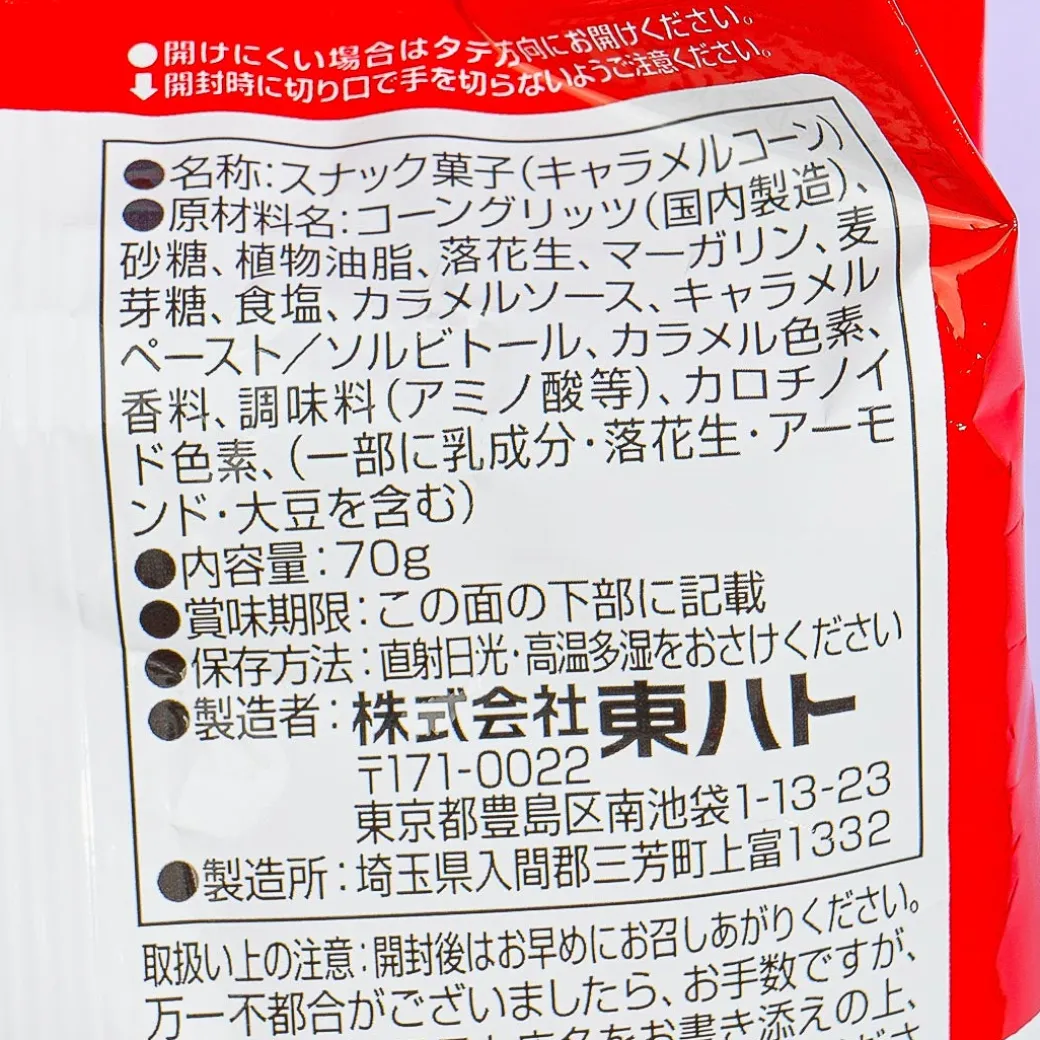 ●開けにくい場合はタテ方向にお開けください。
⬇開封時に切り口で手を切らないようご注意ください。
●名称:スナック菓子(キャラメルコーン)
●原材料名:コーングリッツ(国内製造)、
砂糖、植物油脂、落花生、マーガリン、麦
芽糖、食塩、カラメルソース、キャラメル
ペースト/ソルビトール、カラメル色素、
香料、調味料(アミノ酸等)、カロチノイ
ド色素、(一部に乳成分・落花生・アーモ
ンド・大豆を含む)
●内容量:70g
●賞味期限:この面の下部に記載
●保存方法:直射日光・高温多湿をおさけください
●製造者:株式会社東ハト
〒171-0022
東京都豊島区南池袋1-13-23
●製造所:埼玉県入間郡三芳町上富1332
取扱い上の注意:開封後はお早めにお召しあがりください。
万一不都合がございましたら、お手数ですが、
店名をお書き添えの上、